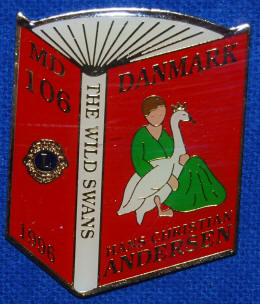 MD
106
L
1996
THE WILD SWANS
DANMARK
HANS CHRISTIAN
ANDERSEN